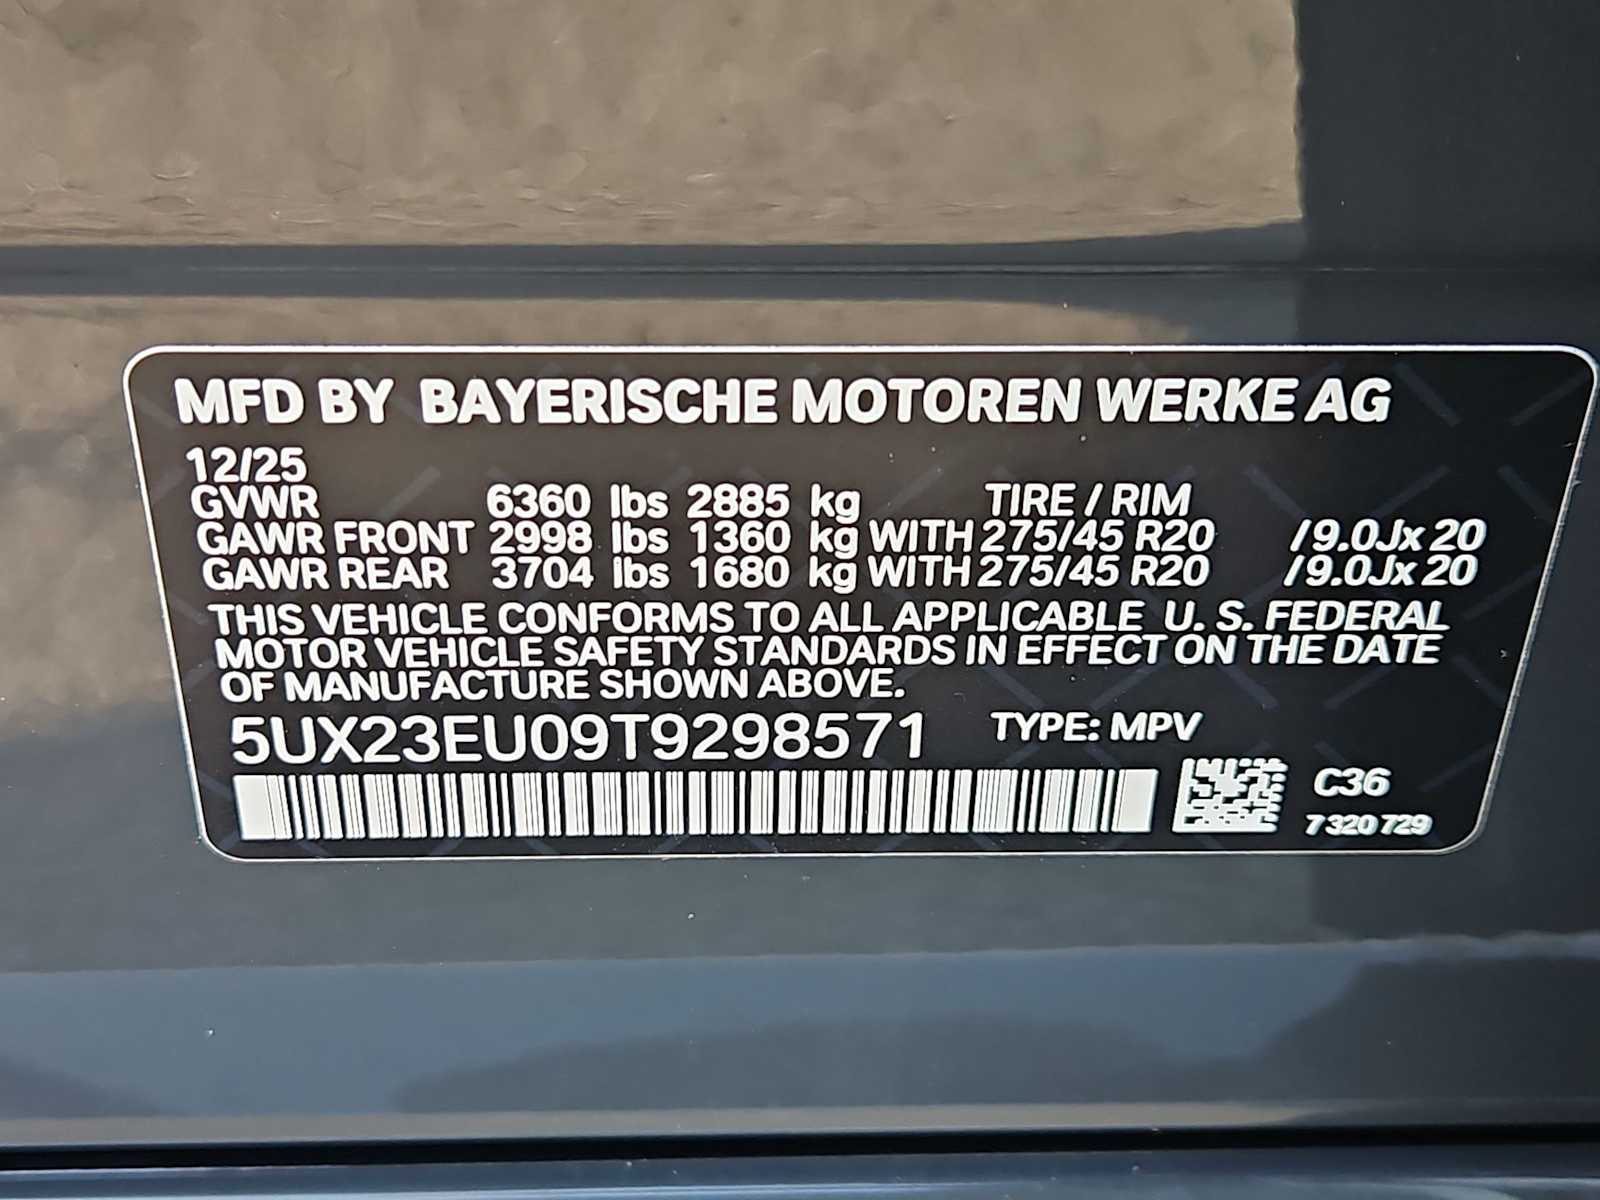 MFD BY BAYERISCHE MOTOREN WERKE AG
12/25
GVWR 6360 lbs 2885 kg TIRE / RIM
GAWR FRONT 2998 lbs 1360 kg WITH 275/45 R20 / 9.0Jx 20
GAWR REAR 3704 lbs 1680 kg WITH 275/45 R20 / 9.0Jx 20
THIS VEHICLE CONFORMS TO ALL APPLICABLE U. S. FEDERAL
MOTOR VEHICLE SAFETY STANDARDS IN EFFECT ON THE DATE
OF MANUFACTURE SHOWN ABOVE.
5UX23EU09T9298571 TYPE: MPV
C36
7 320 729